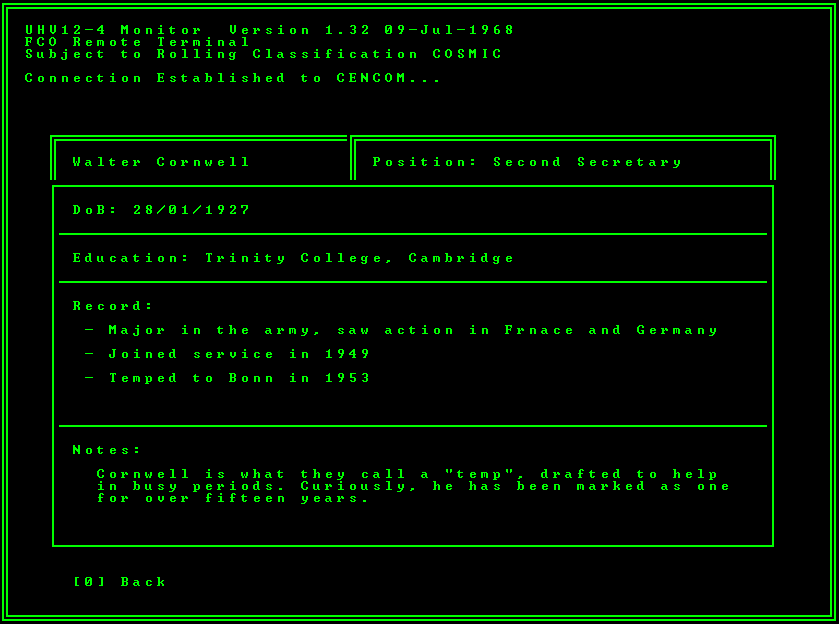 UHV12-4 Monitor  Version 1.32 09-Jul-1968
FCO Remote Terminal
Subject to Rolling Classification COSMIC
Connection Established to CENCOM...
Walter Cornwell
Position: Second Secretary
DoB: 28/01/1927
Education: Trinity College, Cambridge
Record:
- Major in the army, saw action in Frnace and Germany
- Joined service in 1949
- Temped to Bonn in 1953
Notes:
Cornwell is what they call a "temp", drafted to help
in busy periods. Curiously, he has been marked as one
for over fifteen years.
[0] Back